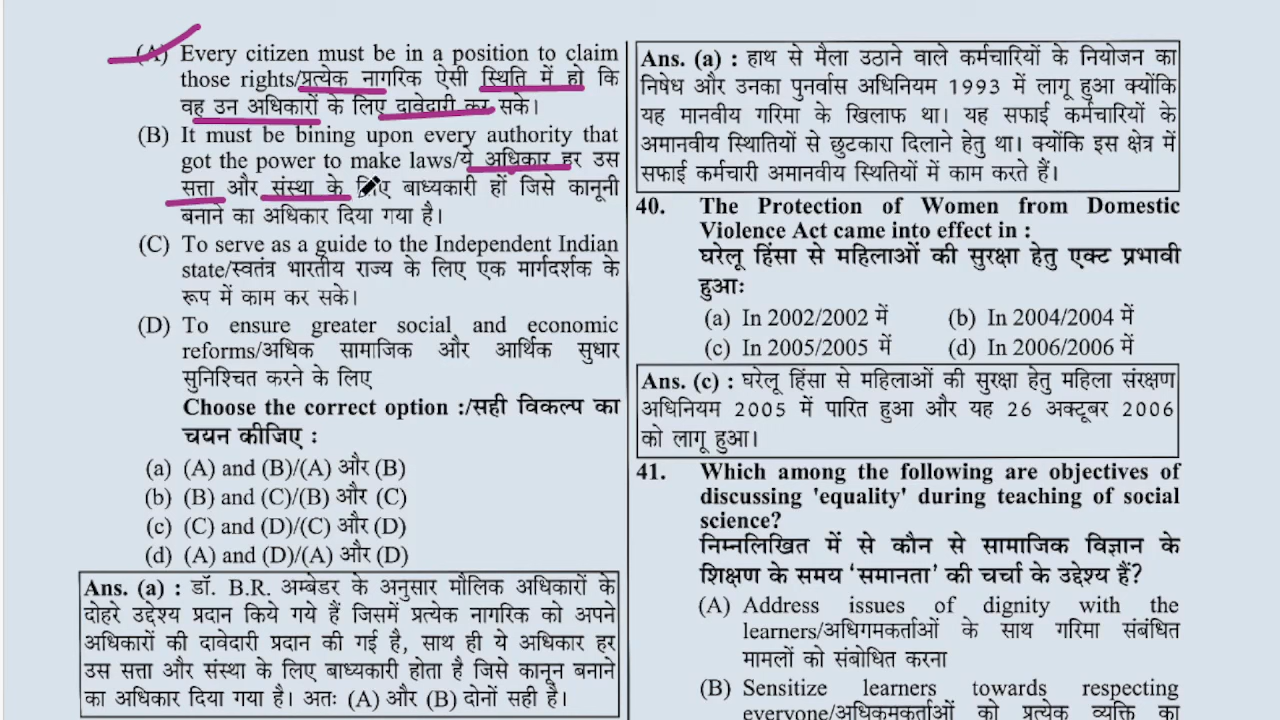 (A) Every citizen must be in a position to claim
those rights/प्रत्येक नागरिक ऐसी स्थिति में हो कि
वह उन अधिकारों के लिए दावेदारी कर सके।
(B) It must be bining upon every authority that
got the power to make laws/ये अधिकार हर उस
सत्ता और संस्था के लिए बाध्यकारी हों जिसे कानूनी
बनाने का अधिकार दिया गया है।
(C) To serve as a guide to the Independent Indian
state/स्वतंत्र भारतीय राज्य के लिए एक मार्गदर्शक के
रूप में काम कर सके।
(D) To ensure greater social and economic
reforms/अधिक सामाजिक और आर्थिक सुधार
सुनिश्चित करने के लिए
Choose the correct option :/सही विकल्प का
चयन कीजिए :
(a) (A) and (B)/(A) और (B)
(b) (B) and (C)/(B) और (C)
(c) (C) and (D)/(C) और (D)
(d) (A) and (D)/(A) और (D)
Ans. (a) : डॉ. B.R. अम्बेडर के अनुसार मौलिक अधिकारों के
दोहरे उद्देश्य प्रदान किये गये हैं जिसमें प्रत्येक नागरिक को अपने
अधिकारों की दावेदारी प्रदान की गई है, साथ ही ये अधिकार हर
उस सत्ता और संस्था के लिए बाध्यकारी होता है जिसे कानून बनाने
का अधिकार दिया गया है। अतः (A) और (B) दोनों सही है।
Ans. (a) : हाथ से मैला उठाने वाले कर्मचारियों के नियोजन का
निषेध और उनका पुनर्वास अधिनियम 1993 में लागू हुआ क्योंकि
यह मानवीय गरिमा के खिलाफ था। यह सफाई कर्मचारियों के
अमानवीय स्थितियों से छुटकारा दिलाने हेतु था। क्योंकि इस क्षेत्र में
सफाई कर्मचारी अमानवीय स्थितियों में काम करते हैं।
40. The Protection of Women from Domestic
Violence Act came into effect in :
घरेलू हिंसा से महिलाओं की सुरक्षा हेतु एक्ट प्रभावी
हुआः
(a) In 2002/2002 में (b) In 2004/2004 में
(c) In 2005/2005 में (d) In 2006/2006 में
Ans. (c) : घरेलू हिंसा से महिलाओं की सुरक्षा हेतु महिला संरक्षण
अधिनियम 2005 में पारित हुआ और यह 26 अक्टूबर 2006
को लागू हुआ।
41. Which among the following are objectives of
discussing 'equality' during teaching of social
science?
निम्नलिखित में से कौन से सामाजिक विज्ञान के
शिक्षण के समय 'समानता' की चर्चा के उद्देश्य हैं?
(A) Address issues of dignity with the
learners/अधिगमकर्ताओं के साथ गरिमा संबंधित
मामलों को संबोधित करना
(B) Sensitize learners towards respecting
everyone/अधिकमकर्ताओं को प्रत्येक व्यक्ति का